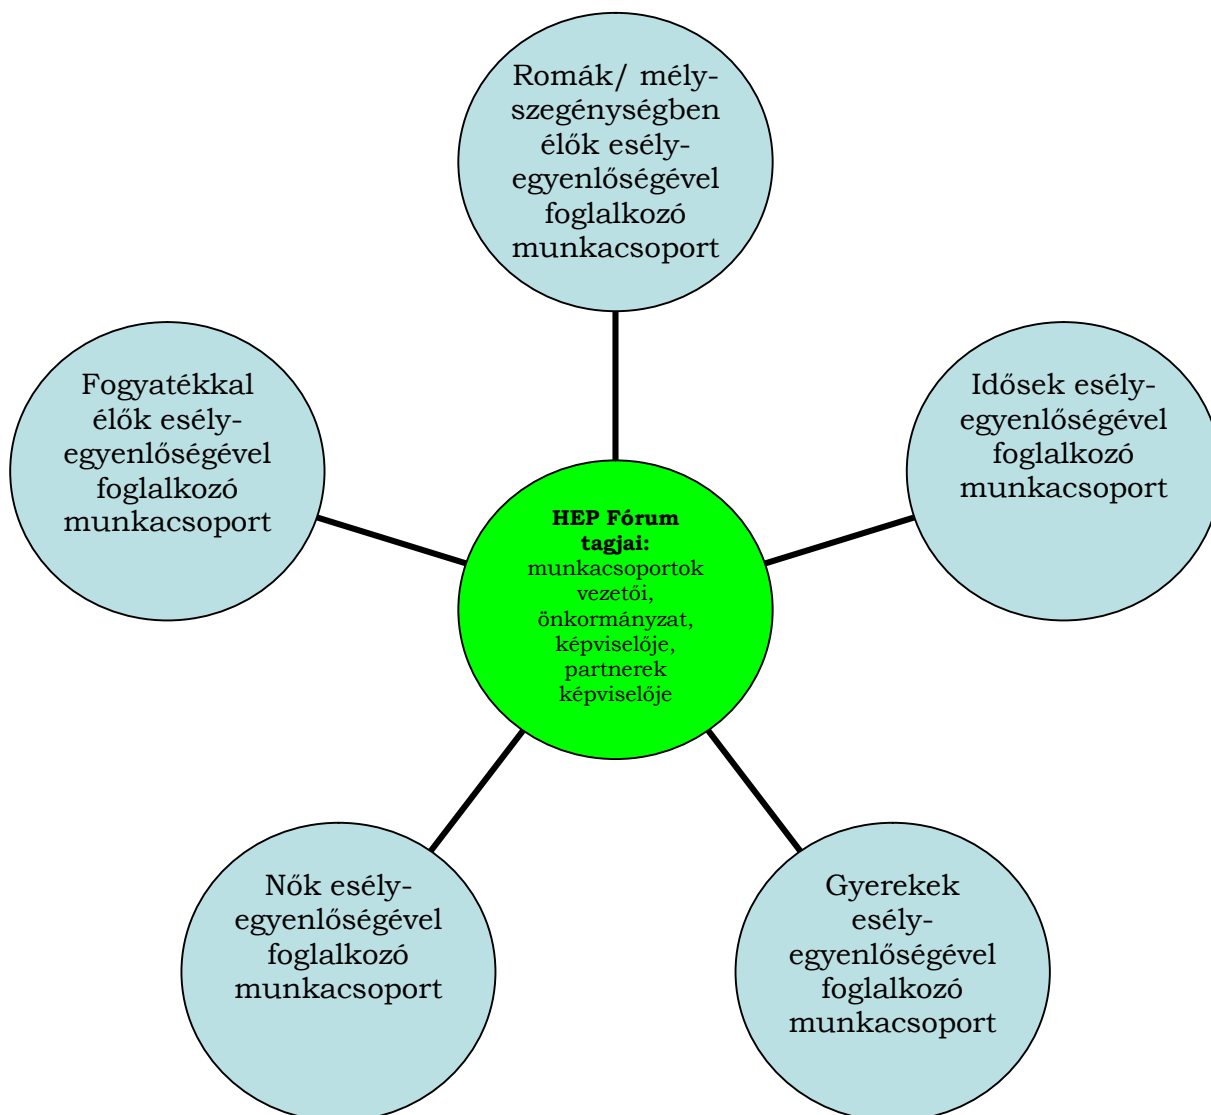 Romák/ mély-
szegénységben
élők esély-
egyenlőségével
foglalkozó
munkacsoport
Fogyatékkal
élők esély-
egyenlőségével
foglalkozó
munkacsoport
Idősek esély-
egyenlőségével
foglalkozó
munkacsoport
HEP Fórum
tagjai:
munkacsoportok
vezetői,
önkormányzat,
képviselője,
partnerek
képviselője
Nők esély-
egyenlőségével
foglalkozó
munkacsoport
Gyerekek
esély-
egyenlőségével
foglalkozó
munkacsoport